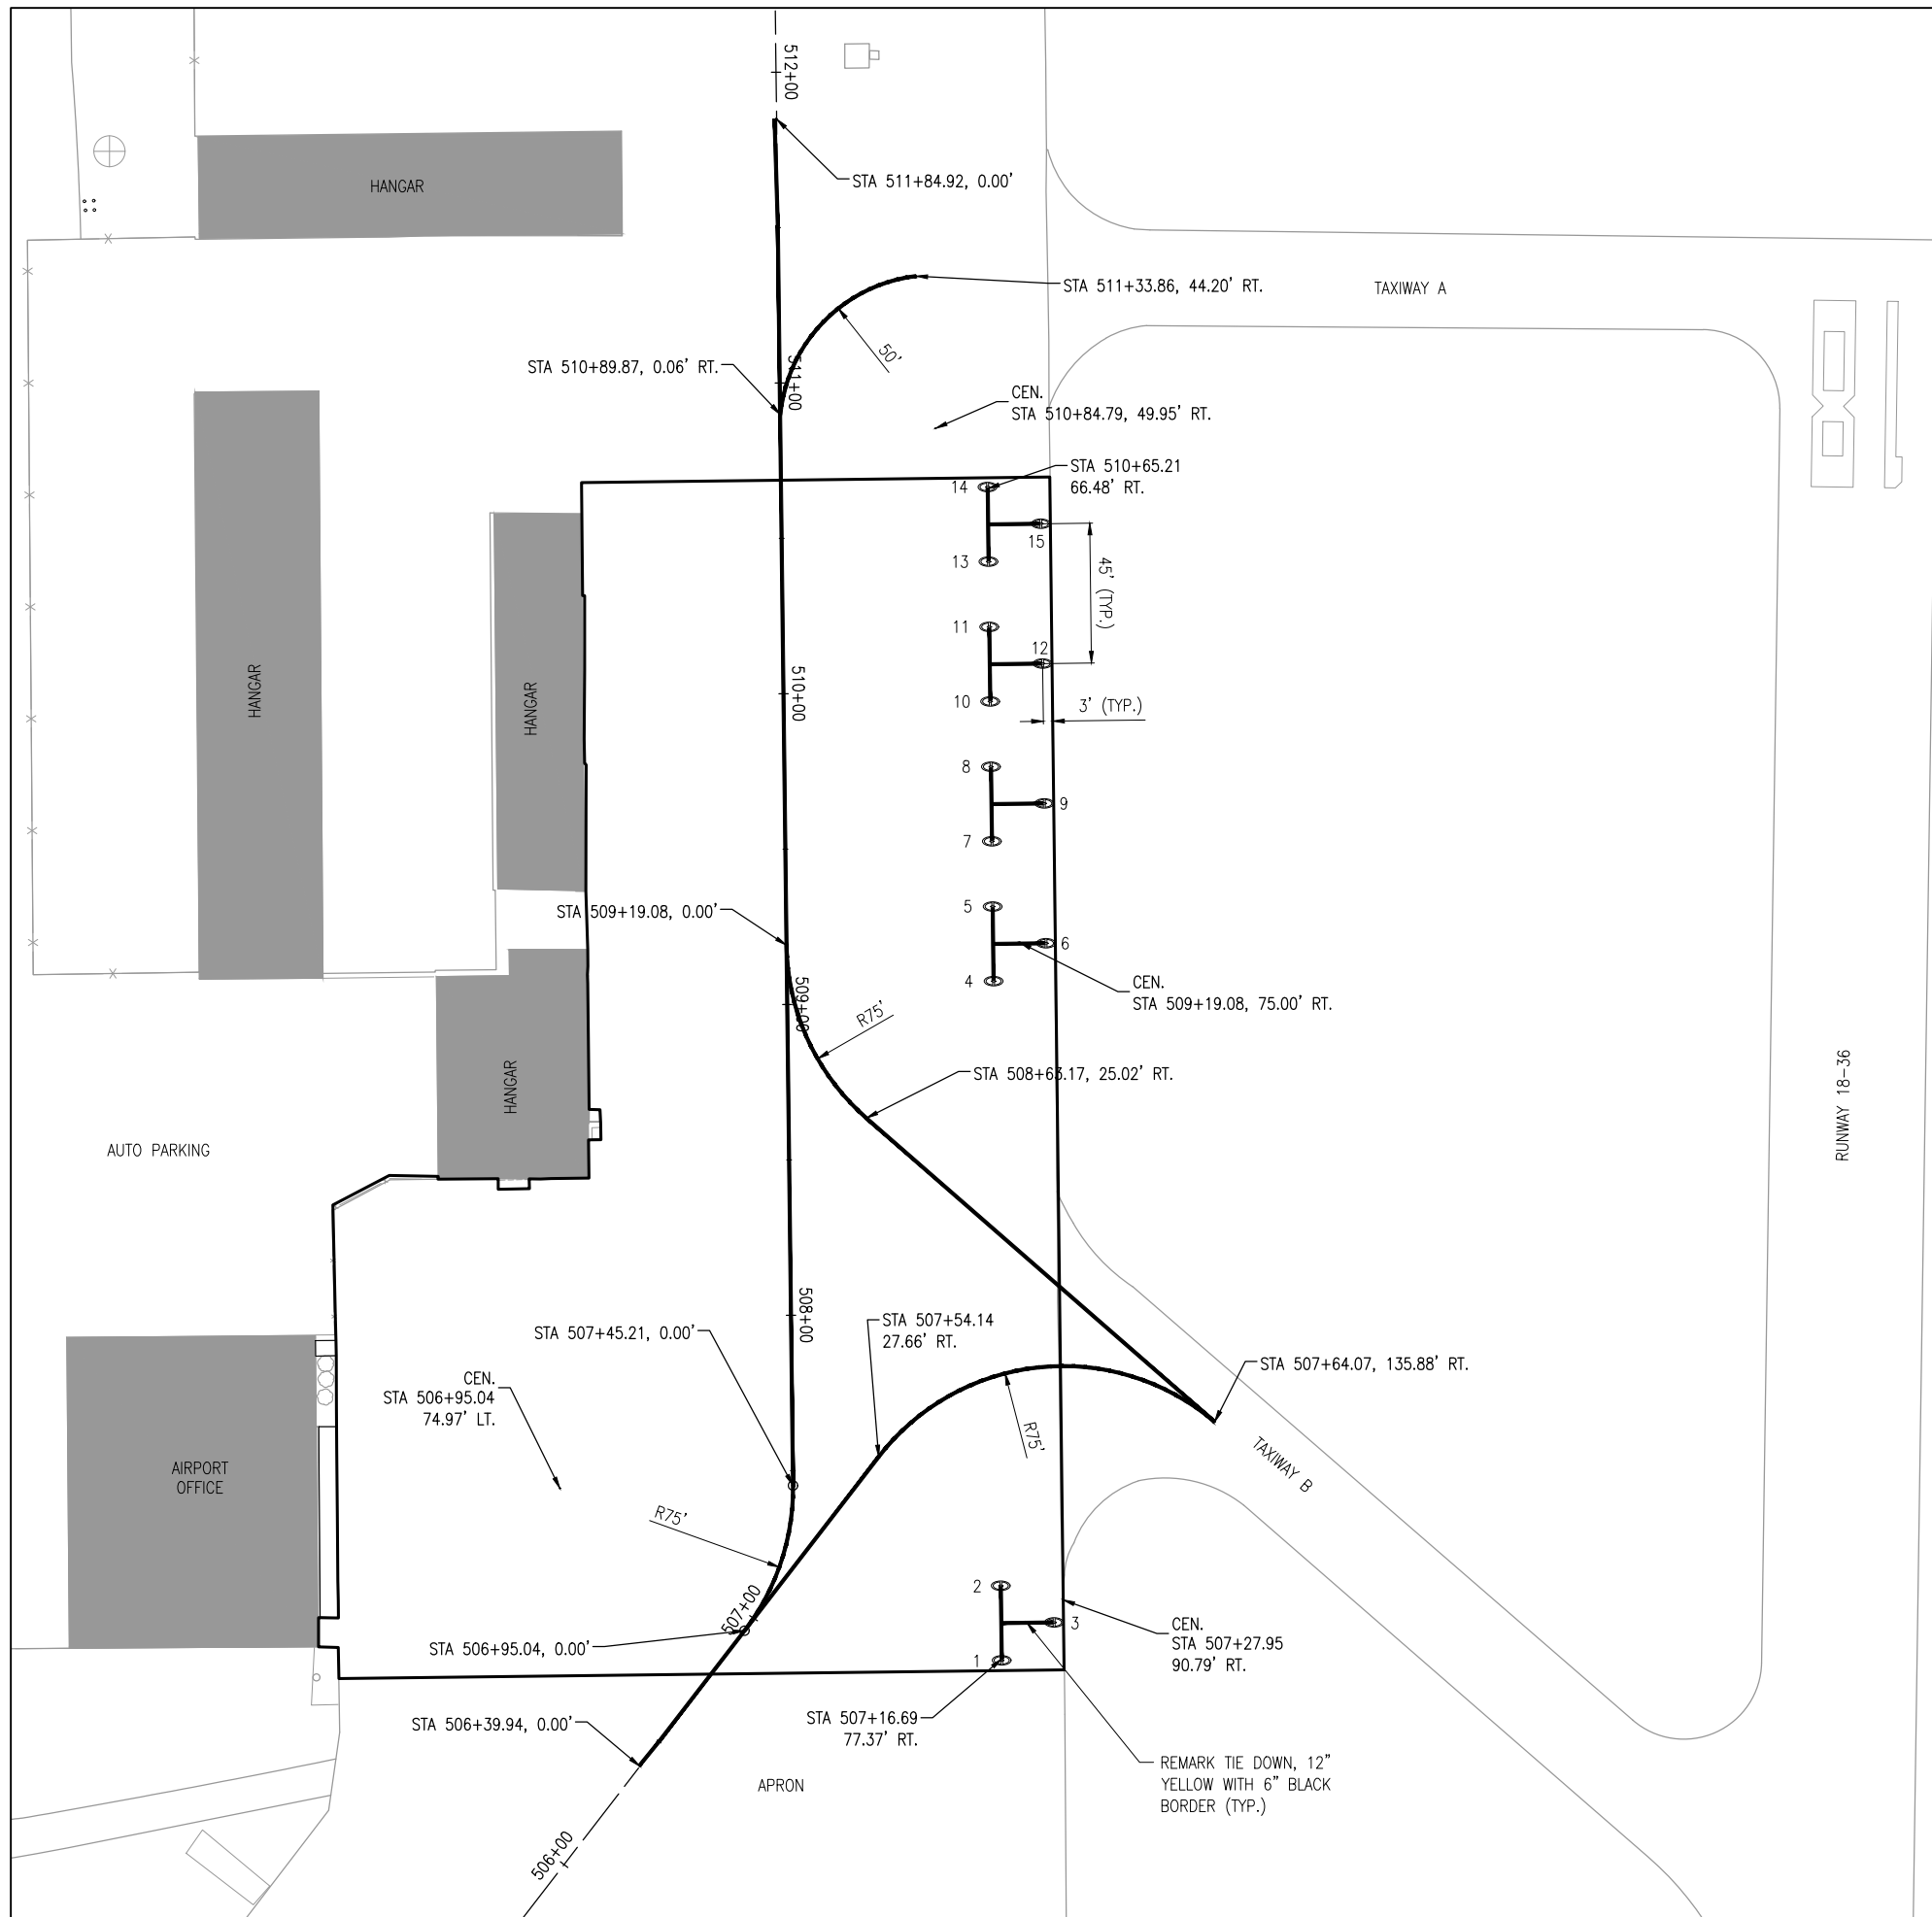 512+00
HANGAR
STA 511+84.92, 0.00'
STA 511+33.86, 44.20' RT.
TAXIWAY A
50'
STA 510+89.87, 0.06' RT.
511+00
CEN.
STA 510+84.79, 49.95' RT.
STA 510+65.21
66.48' RT.
14
15
13
45' (TYP.)
11
12
10
3' (TYP.)
HANGAR
HANGAR
510+00
8
9
7
STA 509+19.08, 0.00'
5
6
4
CEN.
STA 509+19.08, 75.00' RT.
509+00
R75'
STA 508+63.17, 25.02' RT.
HANGAR
AUTO PARKING
RUNWAY 18-36
508+00
STA 507+45.21, 0.00'
STA 507+54.14
27.66' RT.
STA 507+64.07, 135.88' RT.
CEN.
STA 506+95.04
74.97' LT.
R75'
TAXIWAY B
AIRPORT
OFFICE
R75'
507+00
2
3
1
CEN.
STA 507+27.95
90.79' RT.
STA 506+95.04, 0.00'
STA 506+39.94, 0.00'
STA 507+16.69
77.37' RT.
APRON
REMARK TIE DOWN, 12"
YELLOW WITH 6" BLACK
BORDER (TYP.)
506+00